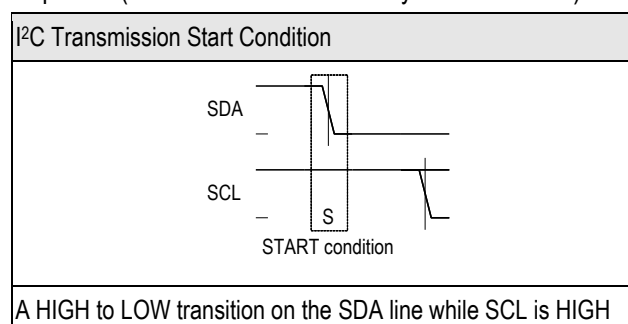 I²C Transmission Start Condition
SDA
SCL
S
START condition
A HIGH to LOW transition on the SDA line while SCL is HIGH